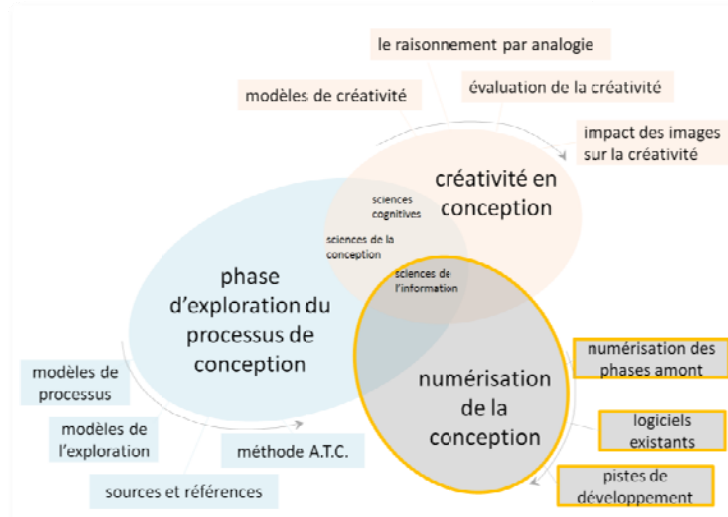 le raisonnement par analogie
évaluation de la créativité
modèles de créativité
impact des images
sur la créativité
créativité en
conception
sciences
cognitives
sciences de la
conception
sciences de
l'information
phase
d'exploration du
processus de
conception
numérisation des
phases amont
modèles de
processus
numérisation
de la
conception
logiciels
existants
modèles de
l'exploration
méthode A.T.C.
pistes de
développement
sources et références